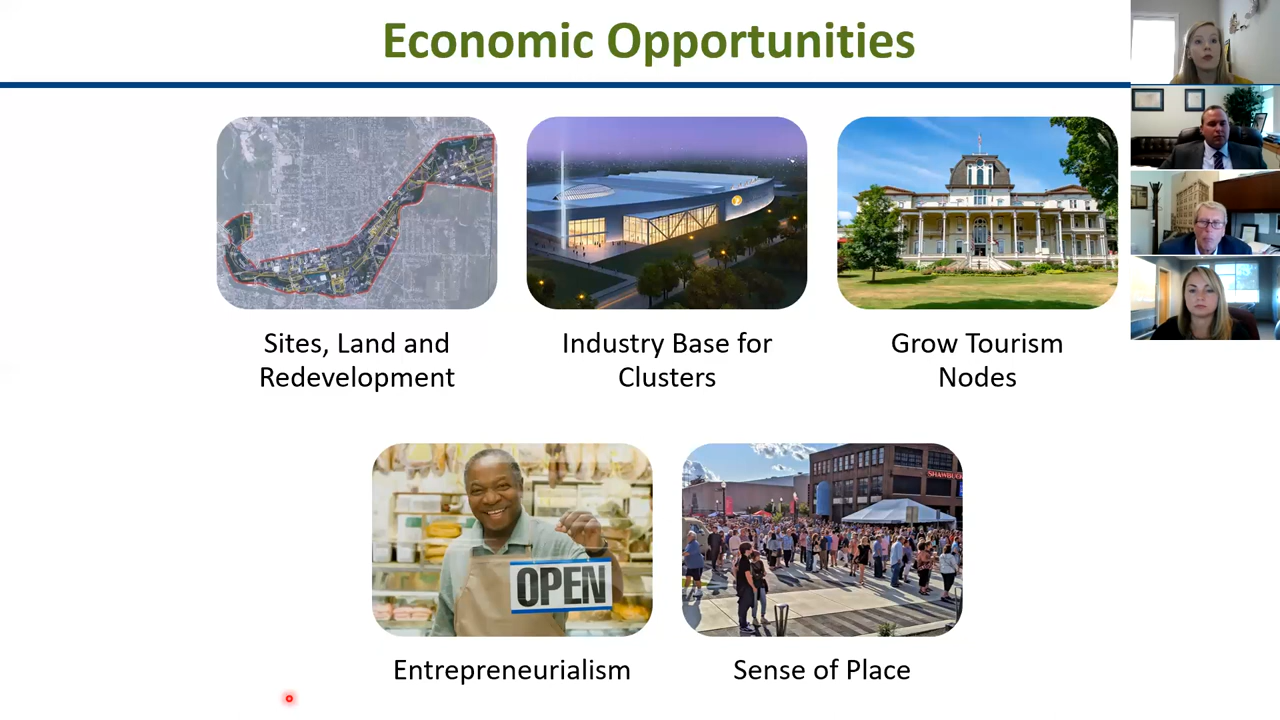 Economic Opportunities
Sites, Land and
Redevelopment
Industry Base for
Clusters
Grow Tourism
Nodes
OPEN
Entrepreneurialism
Sense of Place